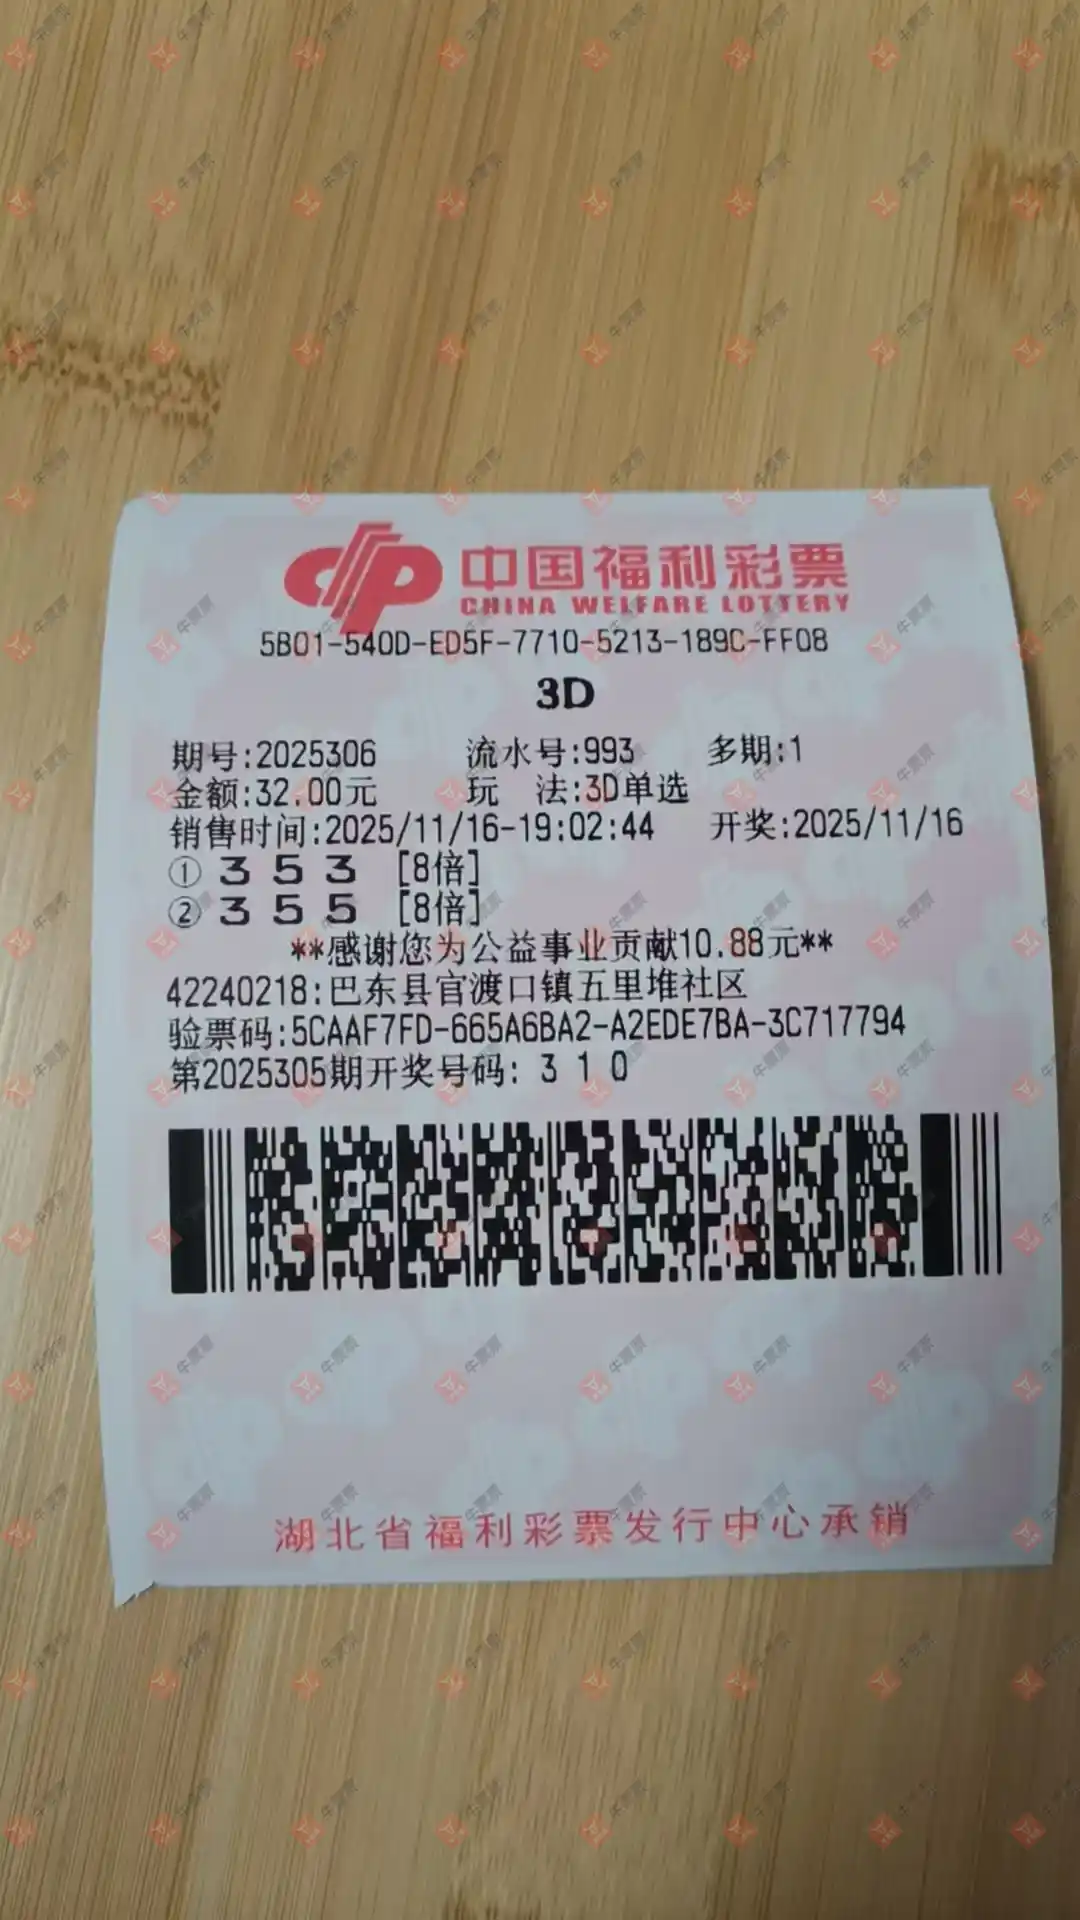 中国福利彩票
CHINA WELFARE LOTTERY
5B01-540D-ED5F-7710-5213-189C-FF08
3D
期号:2025306 流水号:993 多期:1
金额:32.00元 玩 法:3D单选
销售时间:2025/11/16-19:02:44 开奖:2025/11/16
① 3 5 3 [8倍]
② 3 5 5 [8倍]
**感谢您为公益事业贡献10.88元**
42240218:巴东县官渡口镇五里堆社区
验票码:5CAAF7FD-665A6BA2-A2EDE7BA-3C717794
第2025305期开奖号码: 3 1 0
湖北省福利彩票发行中心承销